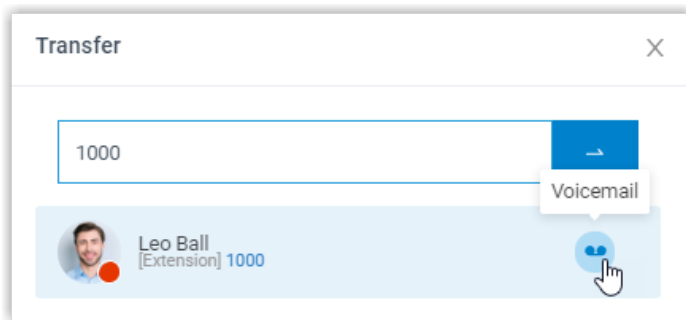 Transfer
1000
Voicemail
Leo Ball
[Extension] 1000